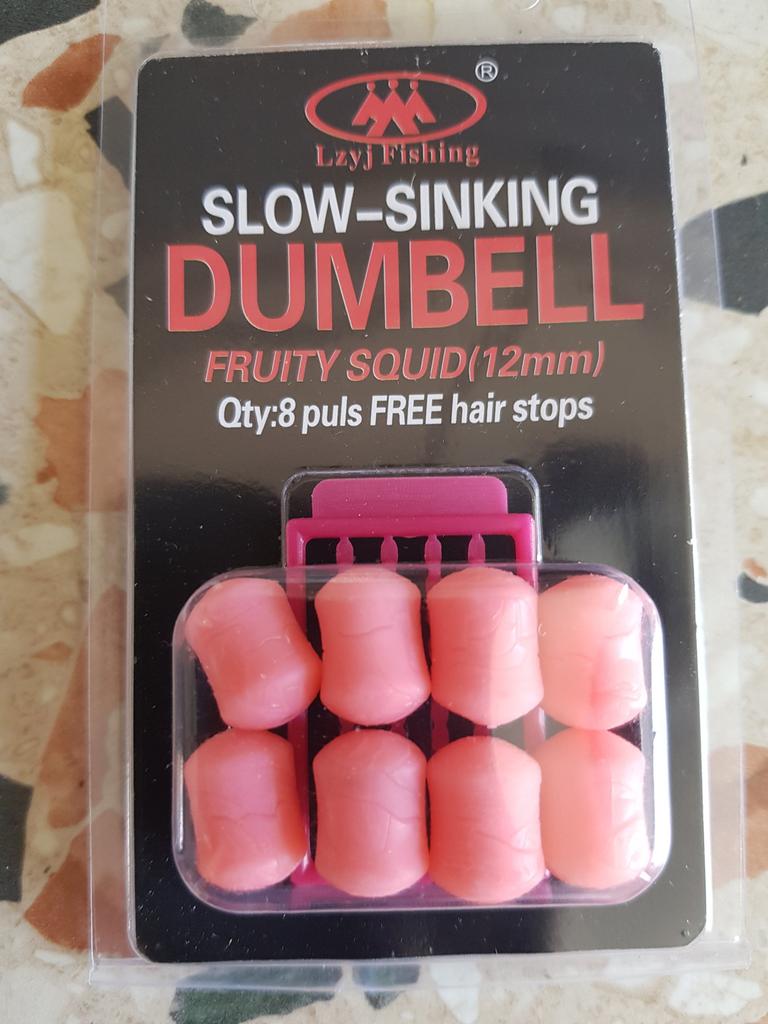 ®
Lzyj Fishing
SLOW-SINKING
DUMBELL
FRUITY SQUID(12mm)
Qty:8 puls FREE hair stops